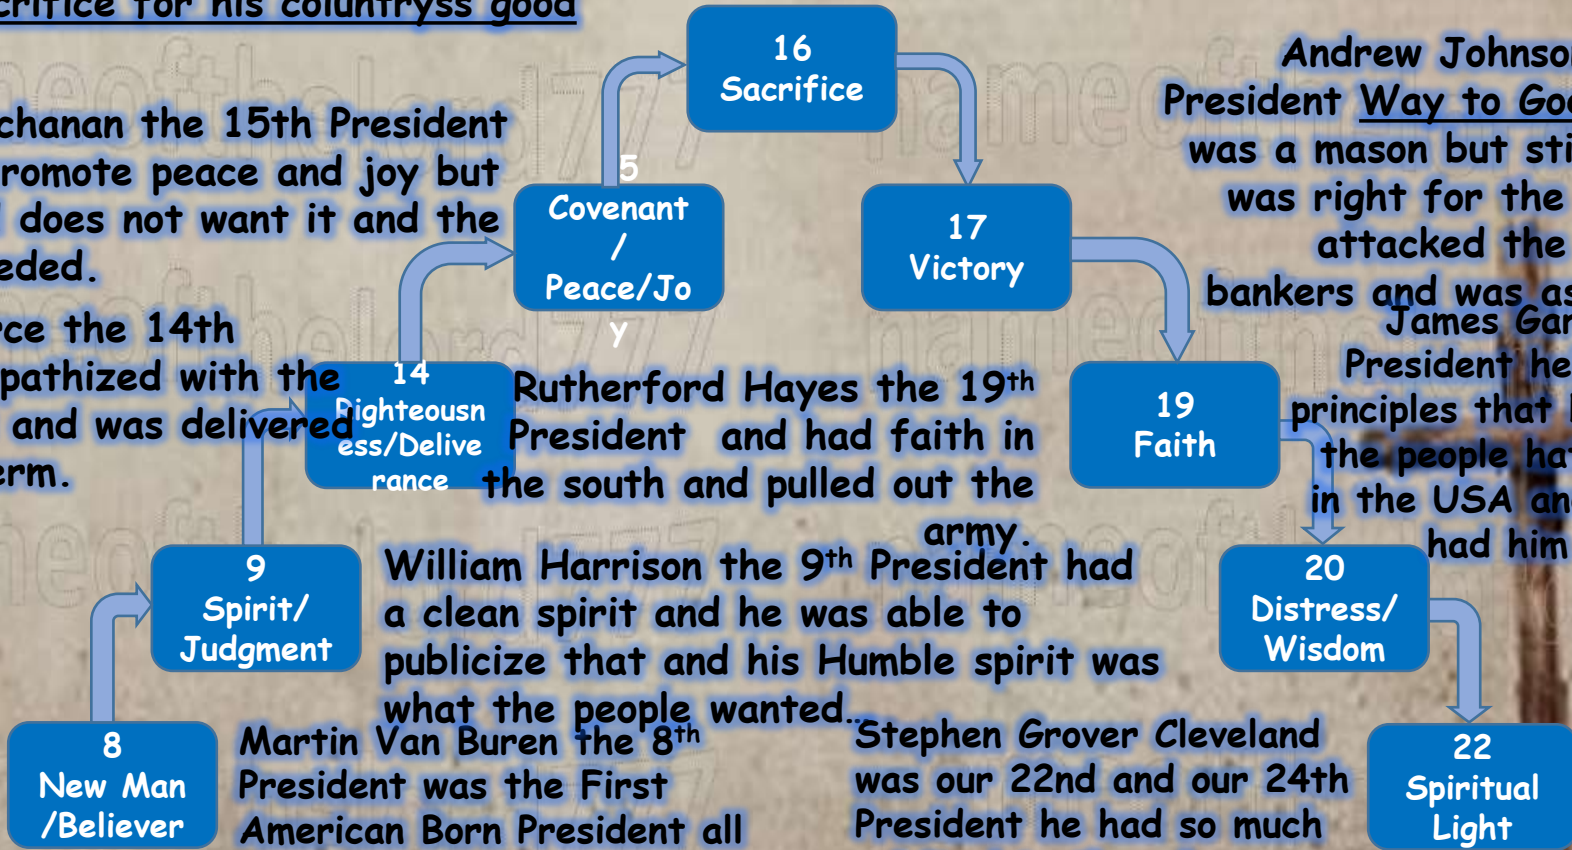 crifice for his coluntryss good
chanan the 15th President
romote peace and joy but
does not want it and the
eded.
rce the 14th
pathized with the
and was delivered
erm.
16
Sacrifice
5
Covenant
/
Peace/Jo
y
14
Righteousn
ess/Delive
rance
9
Spirit/
Judgment
8
New Man
/Believer
17
Victory
19
Faith
20
Distress/
Wisdom
22
Spiritual
Light
Andrew Johnson
President Way to God
was a mason but sti
was right for the
attacked the
bankers and was as
James Gar
President he
principles that
the people hat
in the USA and
had him
Rutherford Hayes the 19th
President and had faith in
the south and pulled out the
army.
William Harrison the 9th President had
a clean spirit and he was able to
publicize that and his Humble spirit was
what the people wanted…
Martin Van Buren the 8th
President was the First
American Born President all
Stephen Grover Cleveland
was our 22nd and our 24th
President he had so much
nameofthelord777